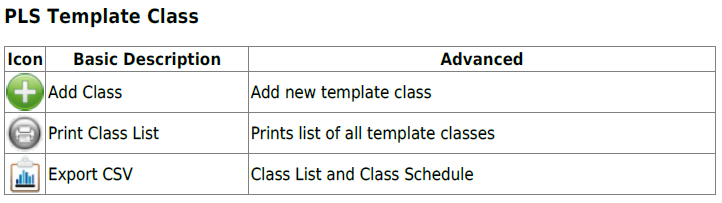 PLS Template Class
Icon Basic Description Advanced
Add Class Add new template class
Print Class List Prints list of all template classes
Export CSV Class List and Class Schedule